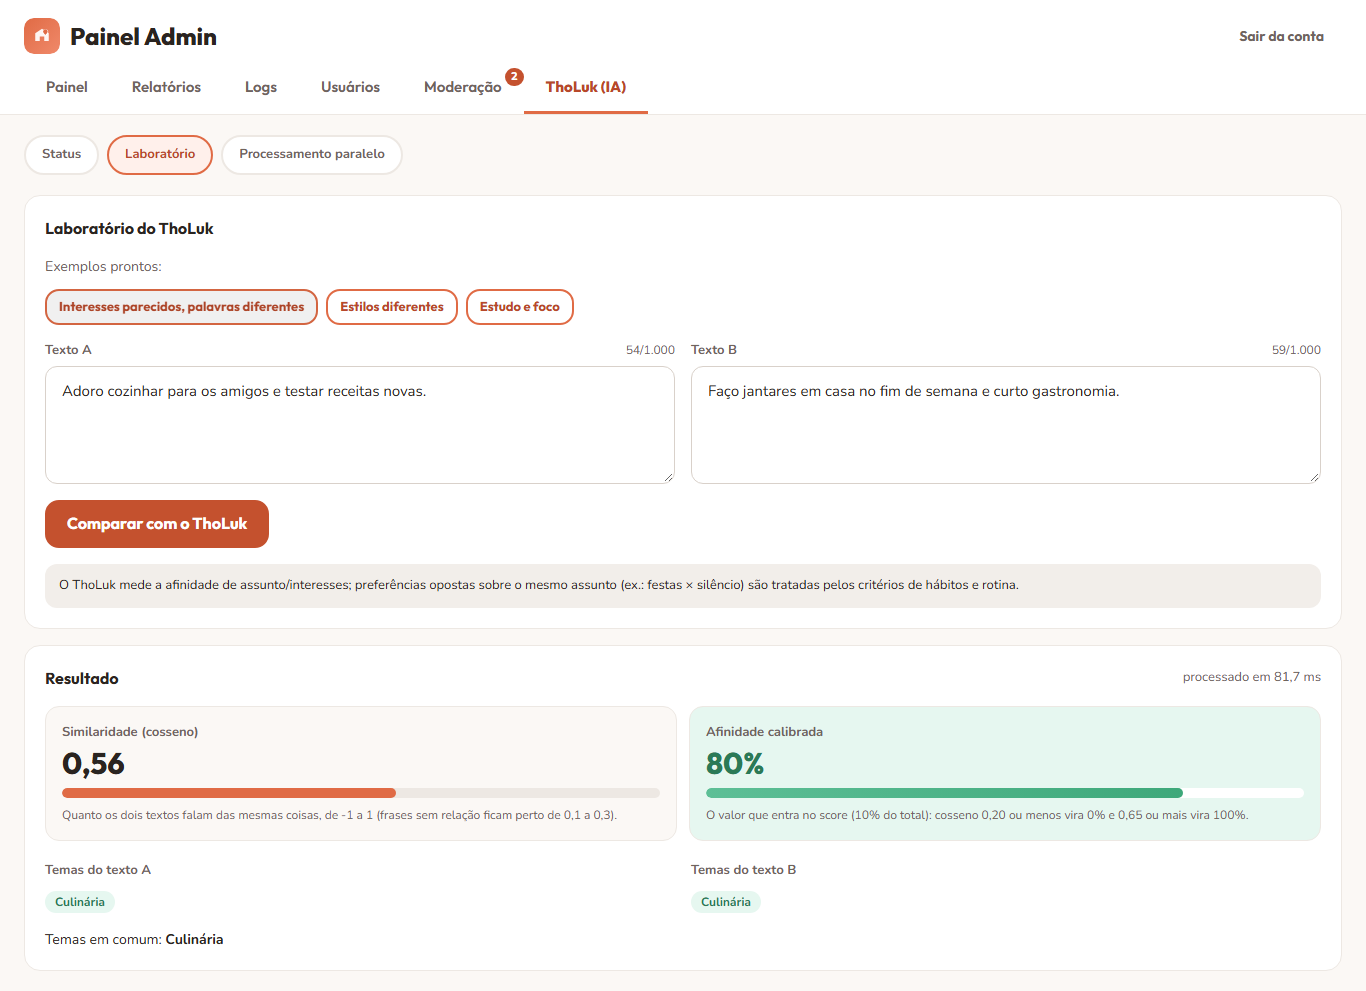 Painel Admin
Sair da conta
Painel
Relatórios
Logs
Usuários
Moderação
2
ThoLuk (IA)
Status
Laboratório
Processamento paralelo
Laboratório do ThoLuk
Exemplos prontos:
Interesses parecidos, palavras diferentes
Estilos diferentes
Estudo e foco
Texto A
54/1.000
Texto B
59/1.000
Adoro cozinhar para os amigos e testar receitas novas.
Faço jantares em casa no fim de semana e curto gastronomia.
Comparar com o ThoLuk
O ThoLuk mede a afinidade de assunto/interesses; preferências opostas sobre o mesmo assunto (ex.: festas × silêncio) são tratadas pelos critérios de hábitos e rotina.
Resultado
processado em 81,7 ms
Similaridade (cosseno)
0,56
Quanto os dois textos falam das mesmas coisas, de -1 a 1 (frases sem relação ficam perto de 0,1 a 0,3).
Afinidade calibrada
80%
O valor que entra no score (10% do total): cosseno 0,20 ou menos vira 0% e 0,65 ou mais vira 100%.
Temas do texto A
Culinária
Temas do texto B
Culinária
Temas em comum: Culinária